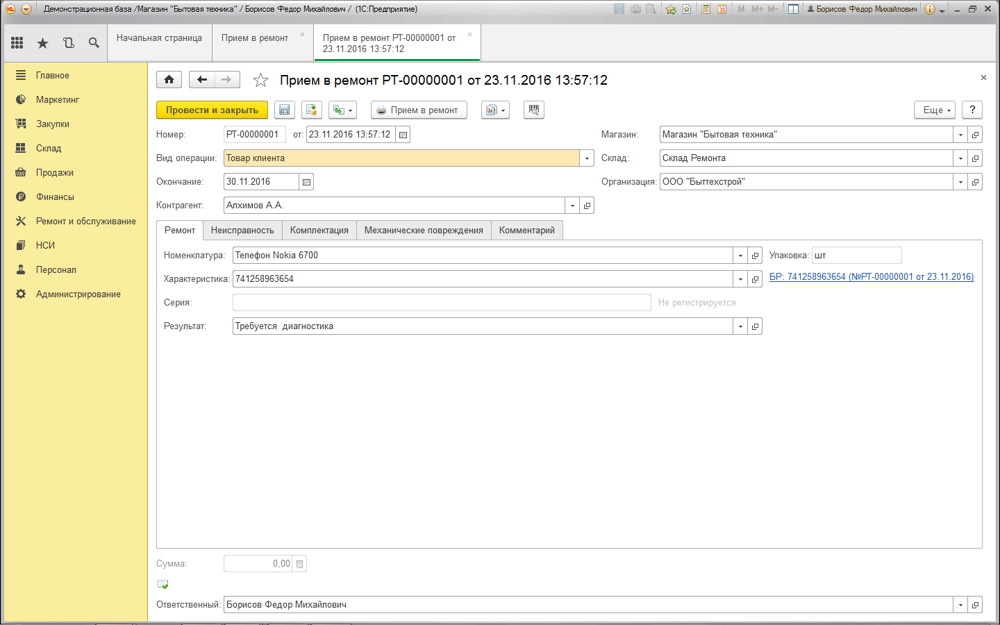 Демонстрационная база /Магазин "Бытовая техника" / Борисов Федор Михайлович / (1С:Предприятие)
31 M M+ M- Борисов Федор Михайлович
Начальная страница
Прием в ремонт
Прием в ремонт РТ-00000001 от
23.11.2016 13:57:12
Главное
Маркетинг
Закупки
Склад
Продажи
Финансы
Ремонт и обслуживание
НСИ
Персонал
Администрирование
Прием в ремонт РТ-00000001 от 23.11.2016 13:57:12
Провести и закрыть
Прием в ремонт
Еще
?
Номер: РТ-00000001 от: 23.11.2016 13:57:12
Магазин: Магазин "Бытовая техника"
Вид операции: Товар клиента
Склад: Склад Ремонта
Окончание: 30.11.2016
Организация: ООО "Быттехстрой"
Контрагент: Алхимов А.А.
Ремонт Неисправность Комплектация Механические повреждения Комментарий
Номенклатура: Телефон Nokia 6700
Упаковка: шт
Характеристика: 741258963654
БР: 741258963654 (№РТ-00000001 от 23.11.2016)
Серия: Не регистрируется
Результат: Требуется  диагностика
Сумма: 0,00
Ответственный: Борисов Федор Михайлович